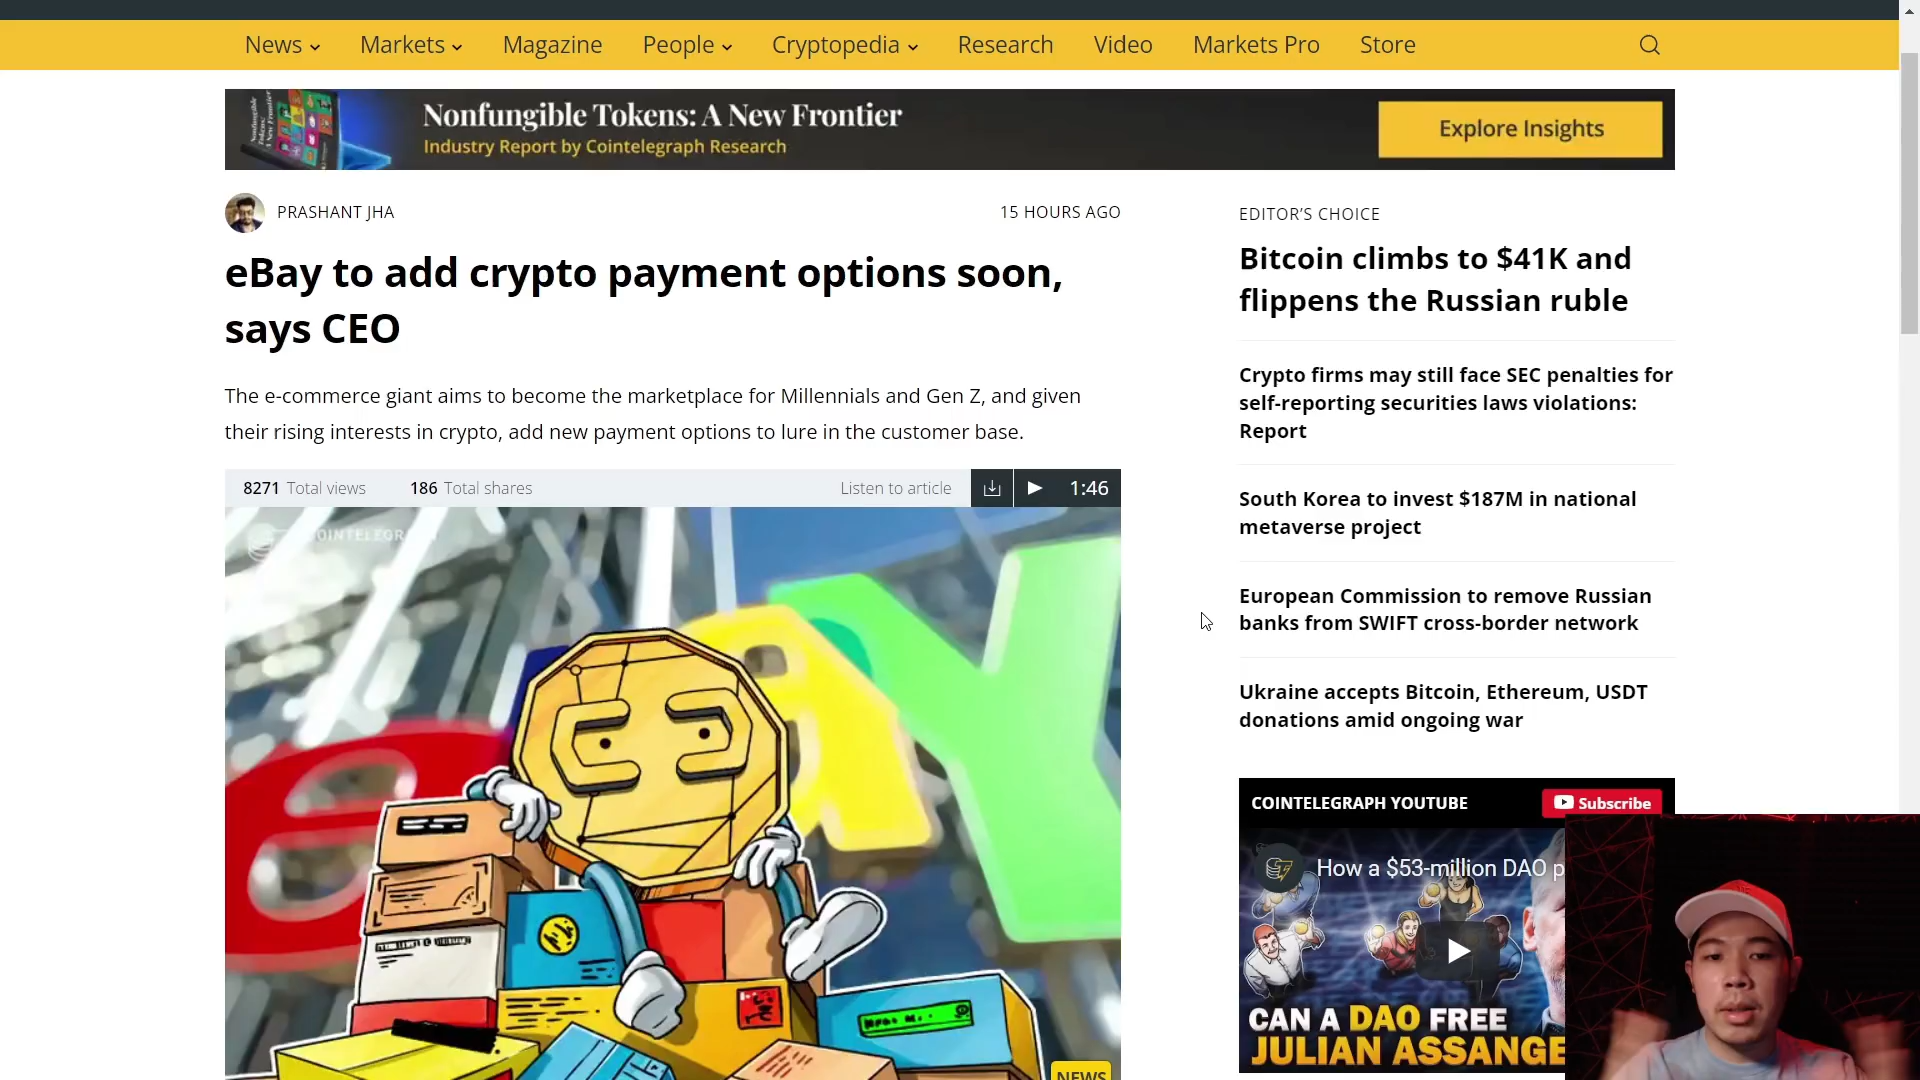 News
Markets
Magazine
People
Cryptopedia
Research
Video
Markets Pro
Store
Nonfungible Tokens: A New Frontier
Industry Report by Cointelegraph Research
Explore Insights
PRASHANT JHA
15 HOURS AGO
eBay to add crypto payment options soon,
says CEO
The e-commerce giant aims to become the marketplace for Millennials and Gen Z, and given
their rising interests in crypto, add new payment options to lure in the customer base.
8271 Total views
186 Total shares
Listen to article
1:46
NEWS
EDITOR'S CHOICE
Bitcoin climbs to $41K and
flippens the Russian ruble
Crypto firms may still face SEC penalties for
self-reporting securities laws violations:
Report
South Korea to invest $187M in national
metaverse project
European Commission to remove Russian
banks from SWIFT cross-border network
Ukraine accepts Bitcoin, Ethereum, USDT
donations amid ongoing war
COINTELEGRAPH YOUTUBE
Subscribe
How a $53-million DAO p
CAN A DAO FREE
JULIAN ASSANGE